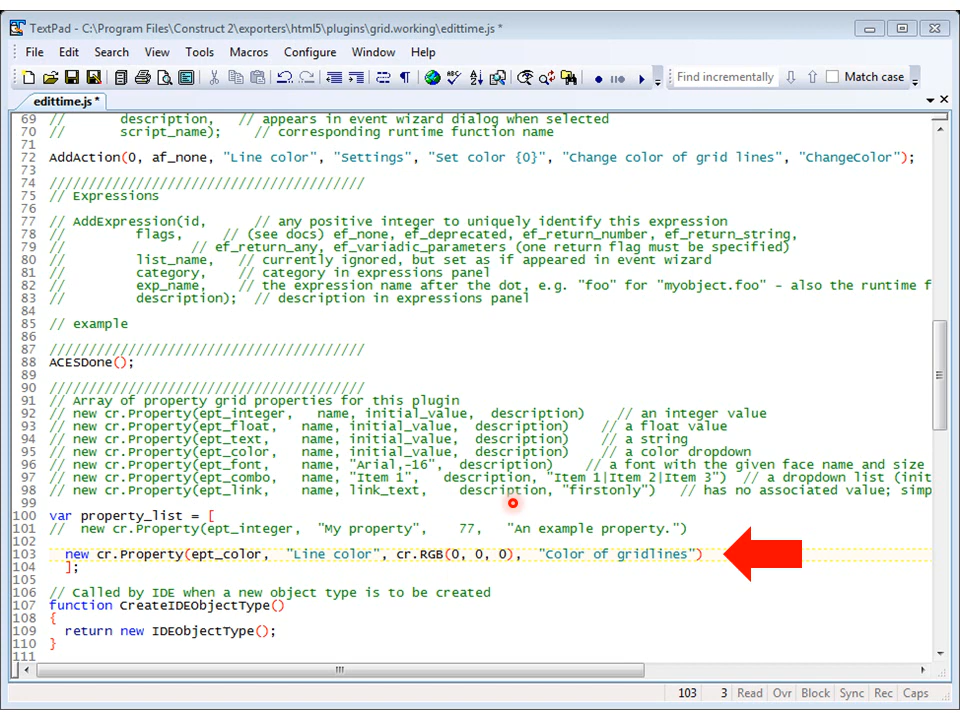 TextPad - C:\Program Files\Construct 2\exporters\html5\plugins\grid.working\edittime.js *
File Edit Search View Tools Macros Configure Window Help
Find incrementally Match case
edittime.js *
69 // description, // appears in event wizard dialog when selected
70 // script_name); // corresponding runtime function name
71
72 AddAction(0, af_none, "Line color", "Settings", "Set color {0}", "Change color of grid lines", "ChangeColor");
73
74 ////////////////////////////////////////
75 // Expressions
76
77 // AddExpression(id, // any positive integer to uniquely identify this expression
78 // flags, // (see docs) ef_none, ef_deprecated, ef_return_number, ef_return_string,
79 // // ef_return_any, ef_variadic_parameters (one return flag must be specified)
80 // list_name, // currently ignored, but set as if appeared in event wizard
81 // category, // category in expressions panel
82 // exp_name, // the expression name after the dot, e.g. "foo" for "myobject.foo" - also the runtime f
83 // description); // description in expressions panel
84
85 // example
86
87 ////////////////////////////////////////
88 ACESDone();
89
90 ////////////////////////////////////////
91 // Array of property grid properties for this plugin
92 // new cr.Property(ept_integer, name, initial_value, description) // an integer value
93 // new cr.Property(ept_float, name, initial_value, description) // a float value
94 // new cr.Property(ept_text, name, initial_value, description) // a string
95 // new cr.Property(ept_color, name, initial_value, description) // a color dropdown
96 // new cr.Property(ept_font, name, "Arial,-16", description) // a font with the given face name and size
97 // new cr.Property(ept_combo, name, "Item 1", description, "Item 1|Item 2|Item 3") // a dropdown list (init
98 // new cr.Property(ept_link, name, link_text, description, "firstonly") // has no associated value; simp
99
100 var property_list = [
101 // new cr.Property(ept_integer, "My property", 77, "An example property.")
102
103 new cr.Property(ept_color, "Line color", cr.RGB(0, 0, 0), "Color of gridlines")
104 ];
105
106 // Called by IDE when a new object type is to be created
107 function CreateIDEObjectType()
108 {
109 return new IDEObjectType();
110 }
111
103 3 Read Ovr Block Sync Rec Caps